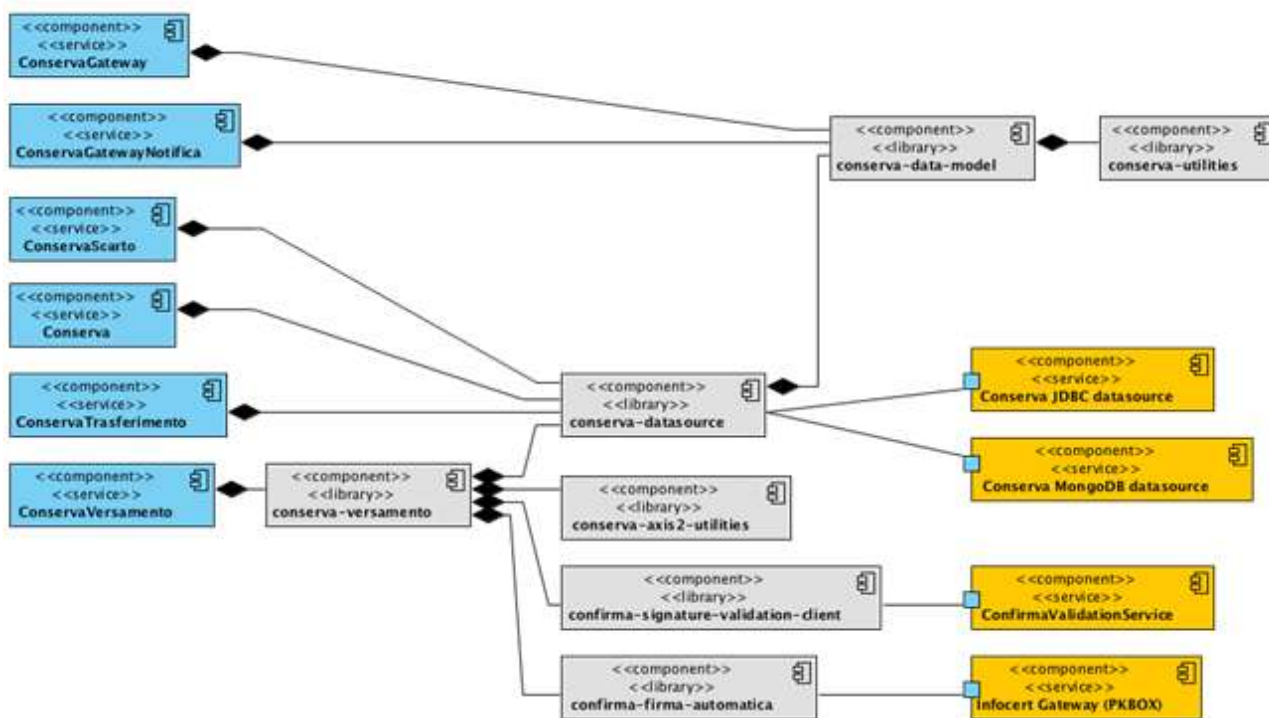 <<component>>
<<service>>
ConservaGateway
<<component>>
<<service>>
ConservaGatewayNotifica
<<component>>
<<library>>
conserva-data-model
<<component>>
<<library>>
conserva-utilities
<<component>>
<<service>>
ConservaScarto
<<component>>
<<service>>
Conserva
<<component>>
<<service>>
ConservaTrasferimento
<<component>>
<<library>>
conserva-datasource
<<component>>
<<service>>
Conserva JDBC datasource
<<component>>
<<service>>
Conserva MongoDB datasource
<<component>>
<<service>>
ConservaVersamento
<<component>>
<<library>>
conserva-versamento
<<component>>
<<library>>
conserva-axis2-utilities
<<component>>
<<library>>
confirma-signature-validation-client
<<component>>
<<service>>
ConfirmaValidationService
<<component>>
<<library>>
confirma-firma-automatica
<<component>>
<<service>>
Infocert Gateway (PKBOX)